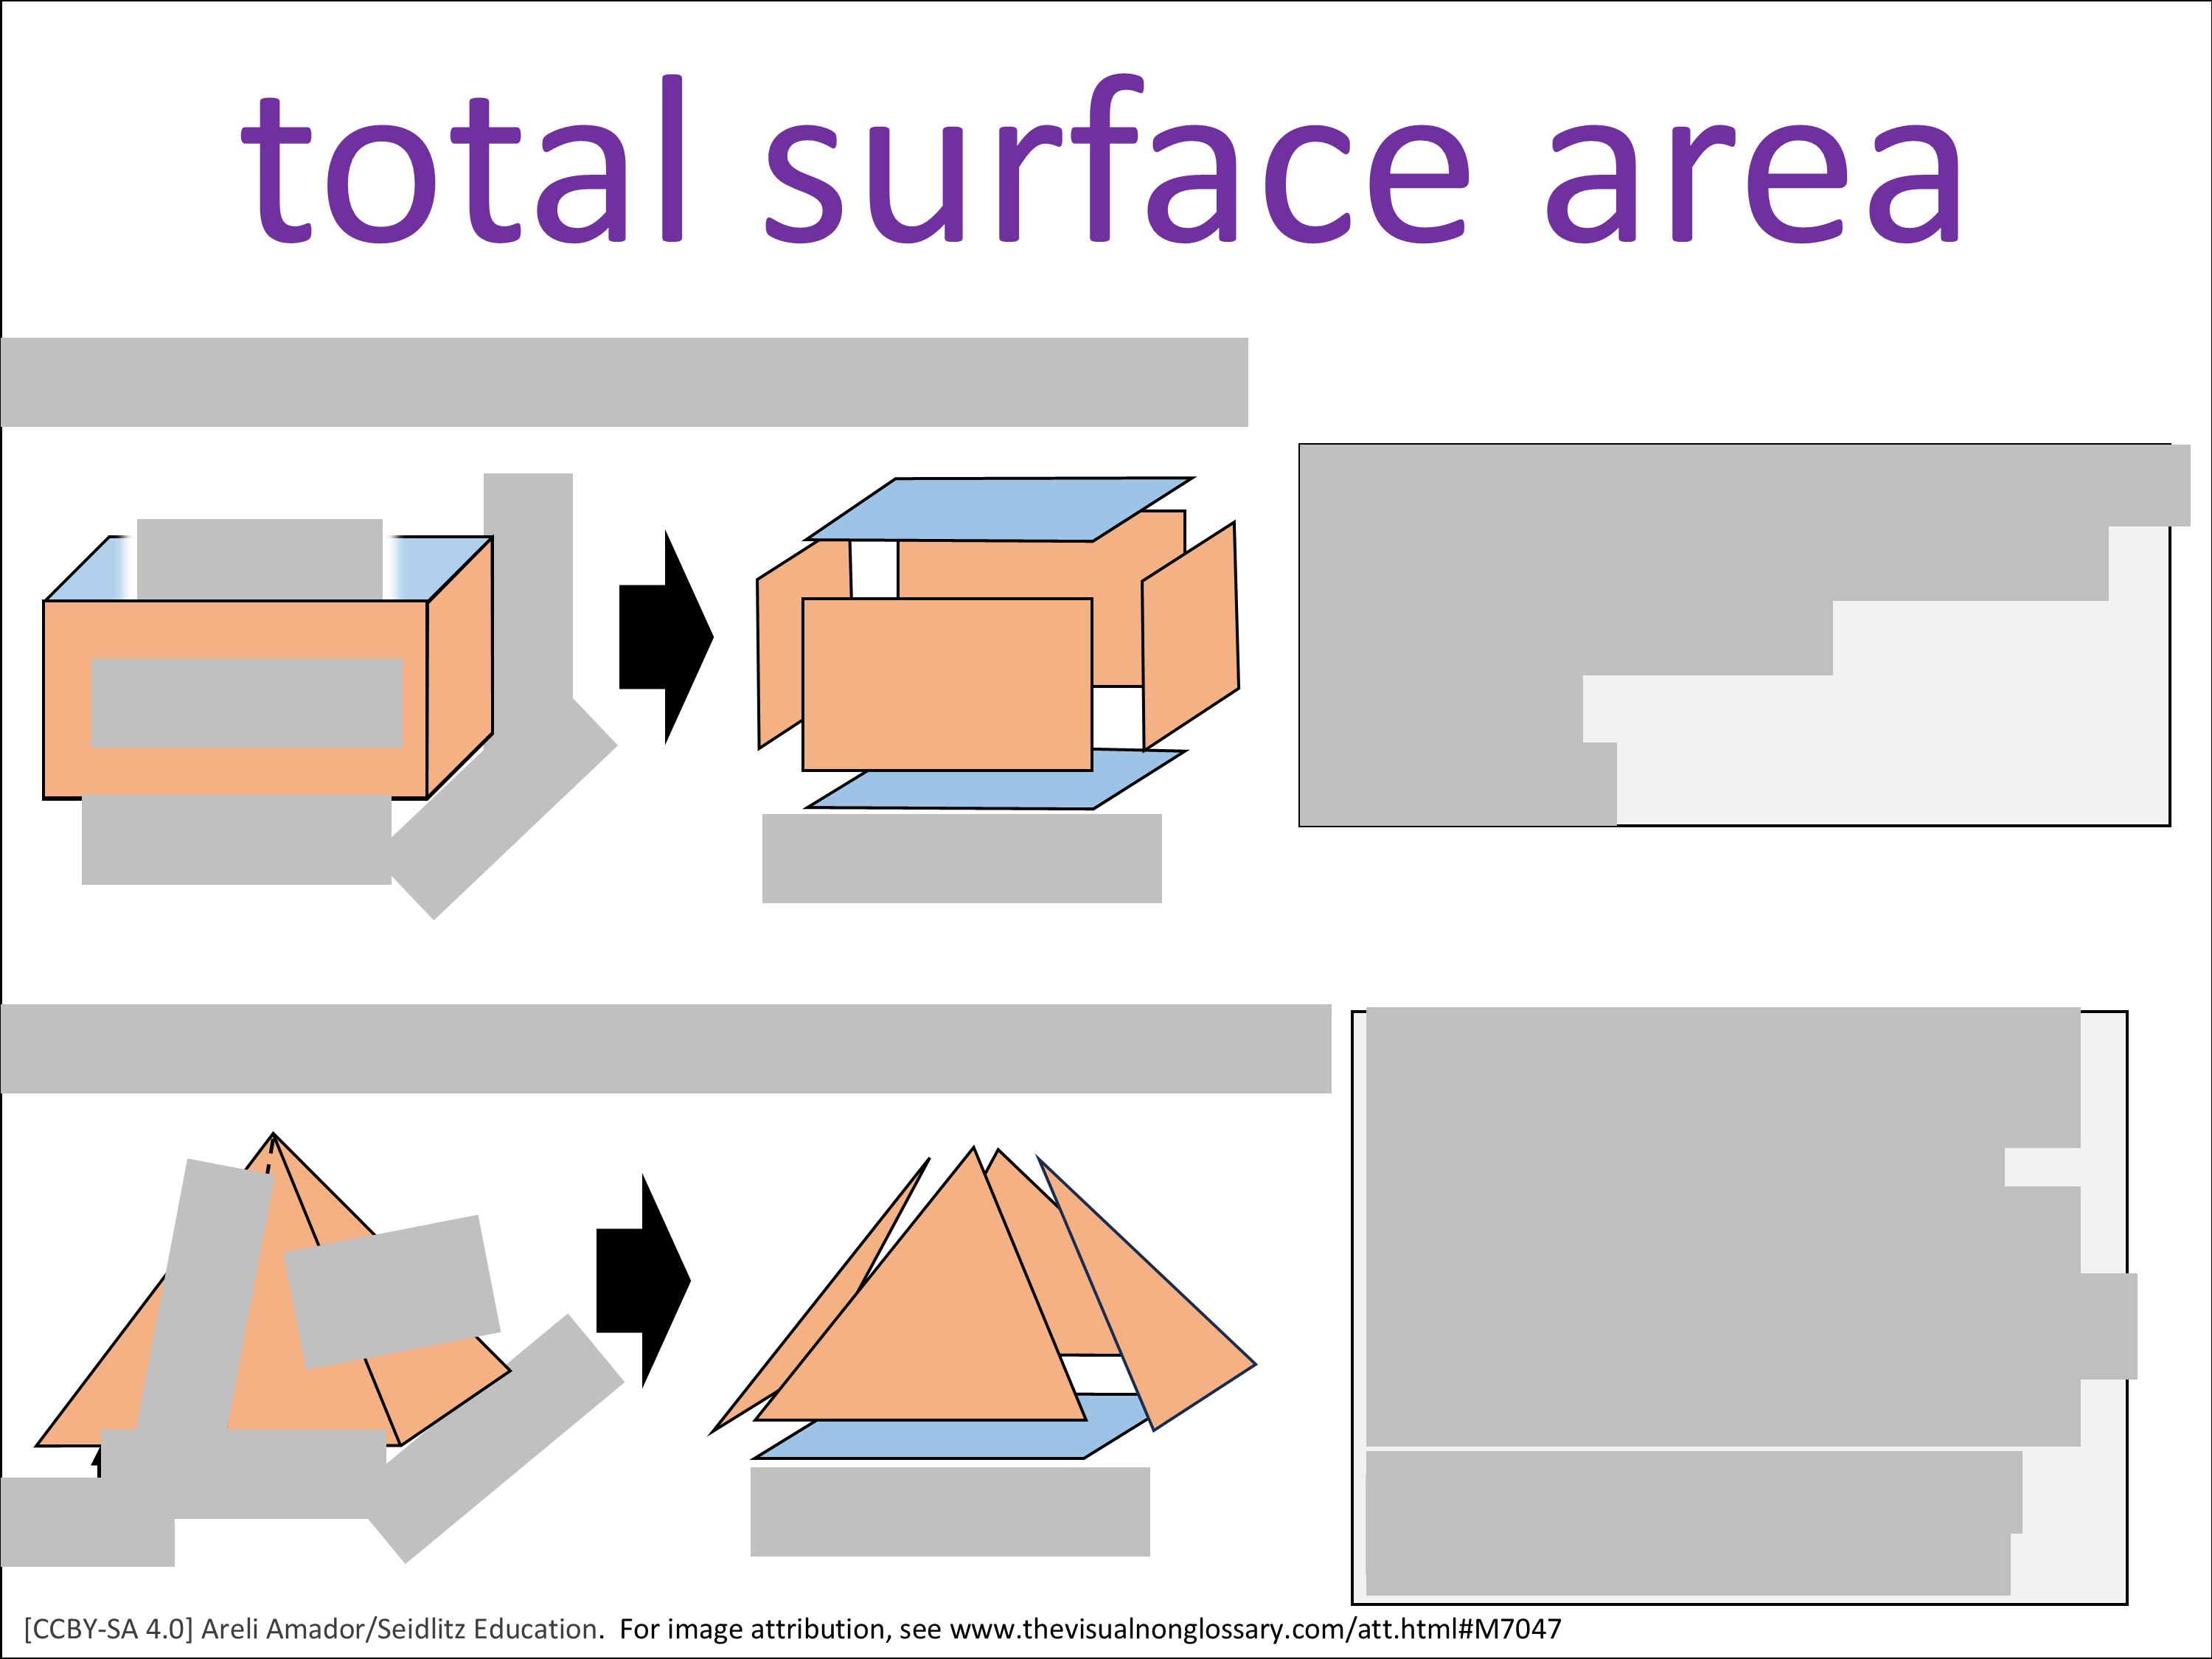 total surface area
[CCBY-SA 4.0] Areli Amador/Seidlitz Education.  For image attribution, see www.thevisualnonglossary.com/att.html#M7047